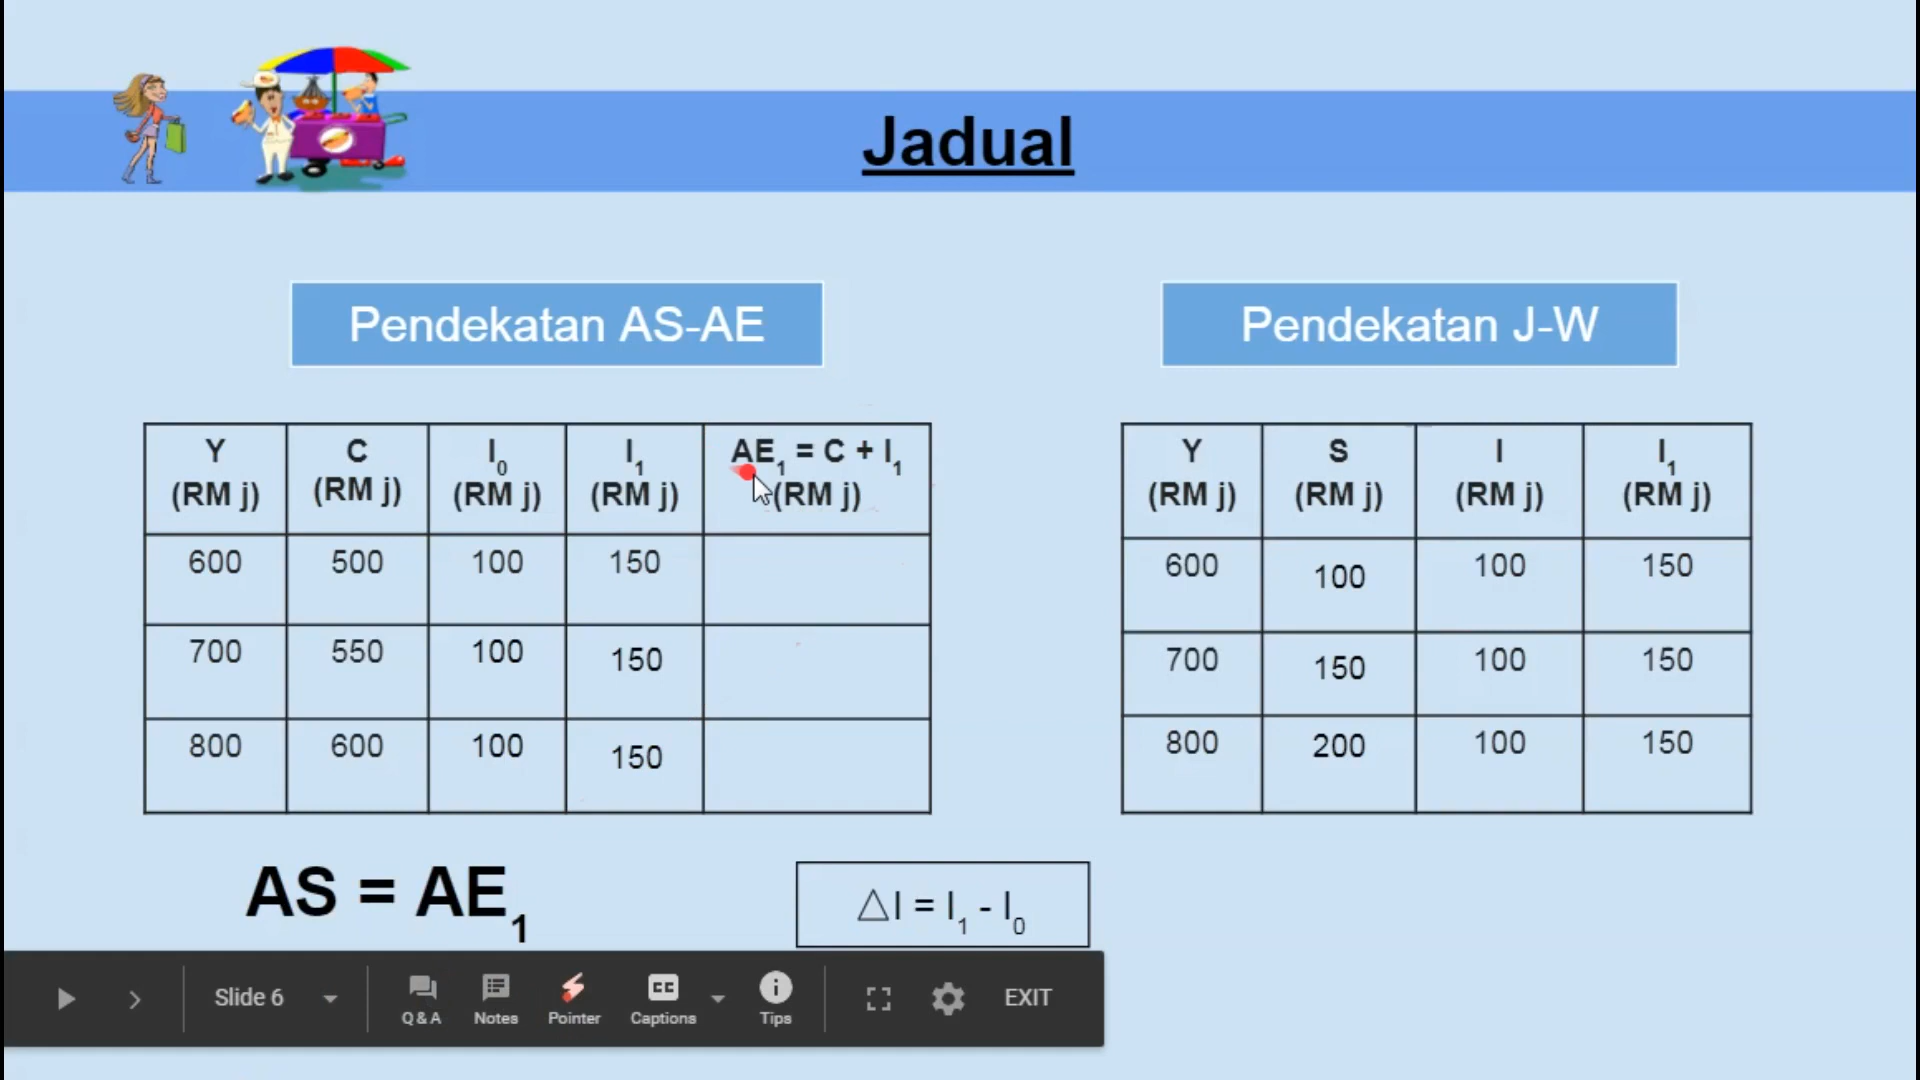 Jadual
Pendekatan AS-AE
Pendekatan J-W
Y (RM j) C (RM j) I₀ (RM j) I₁ (RM j) AE₁ = C + I₁ (RM j)
600 500 100 150
700 550 100 150
800 600 100 150
Y (RM j) S (RM j) I (RM j) I₁ (RM j)
600 100 100 150
700 150 100 150
800 200 100 150
AS = AE₁
△I = I₁ - I₀
Slide 6
Q & A
Notes
Pointer
CC
Captions
Tips
EXIT